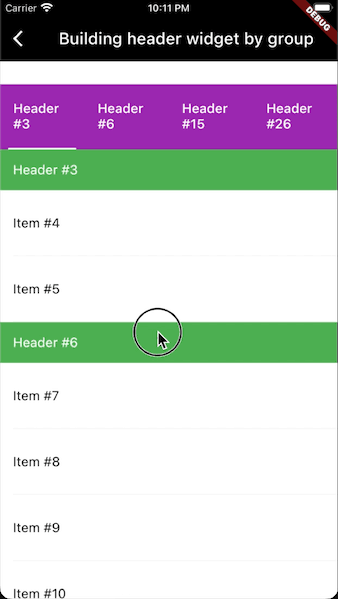 Carrier 10:11 PM
DEBUG
Building header widget by group
Header Header Header Header
#3 #6 #15 #26
Header #3
Item #4
Item #5
Header #6
Item #7
Item #8
Item #9
Item #10